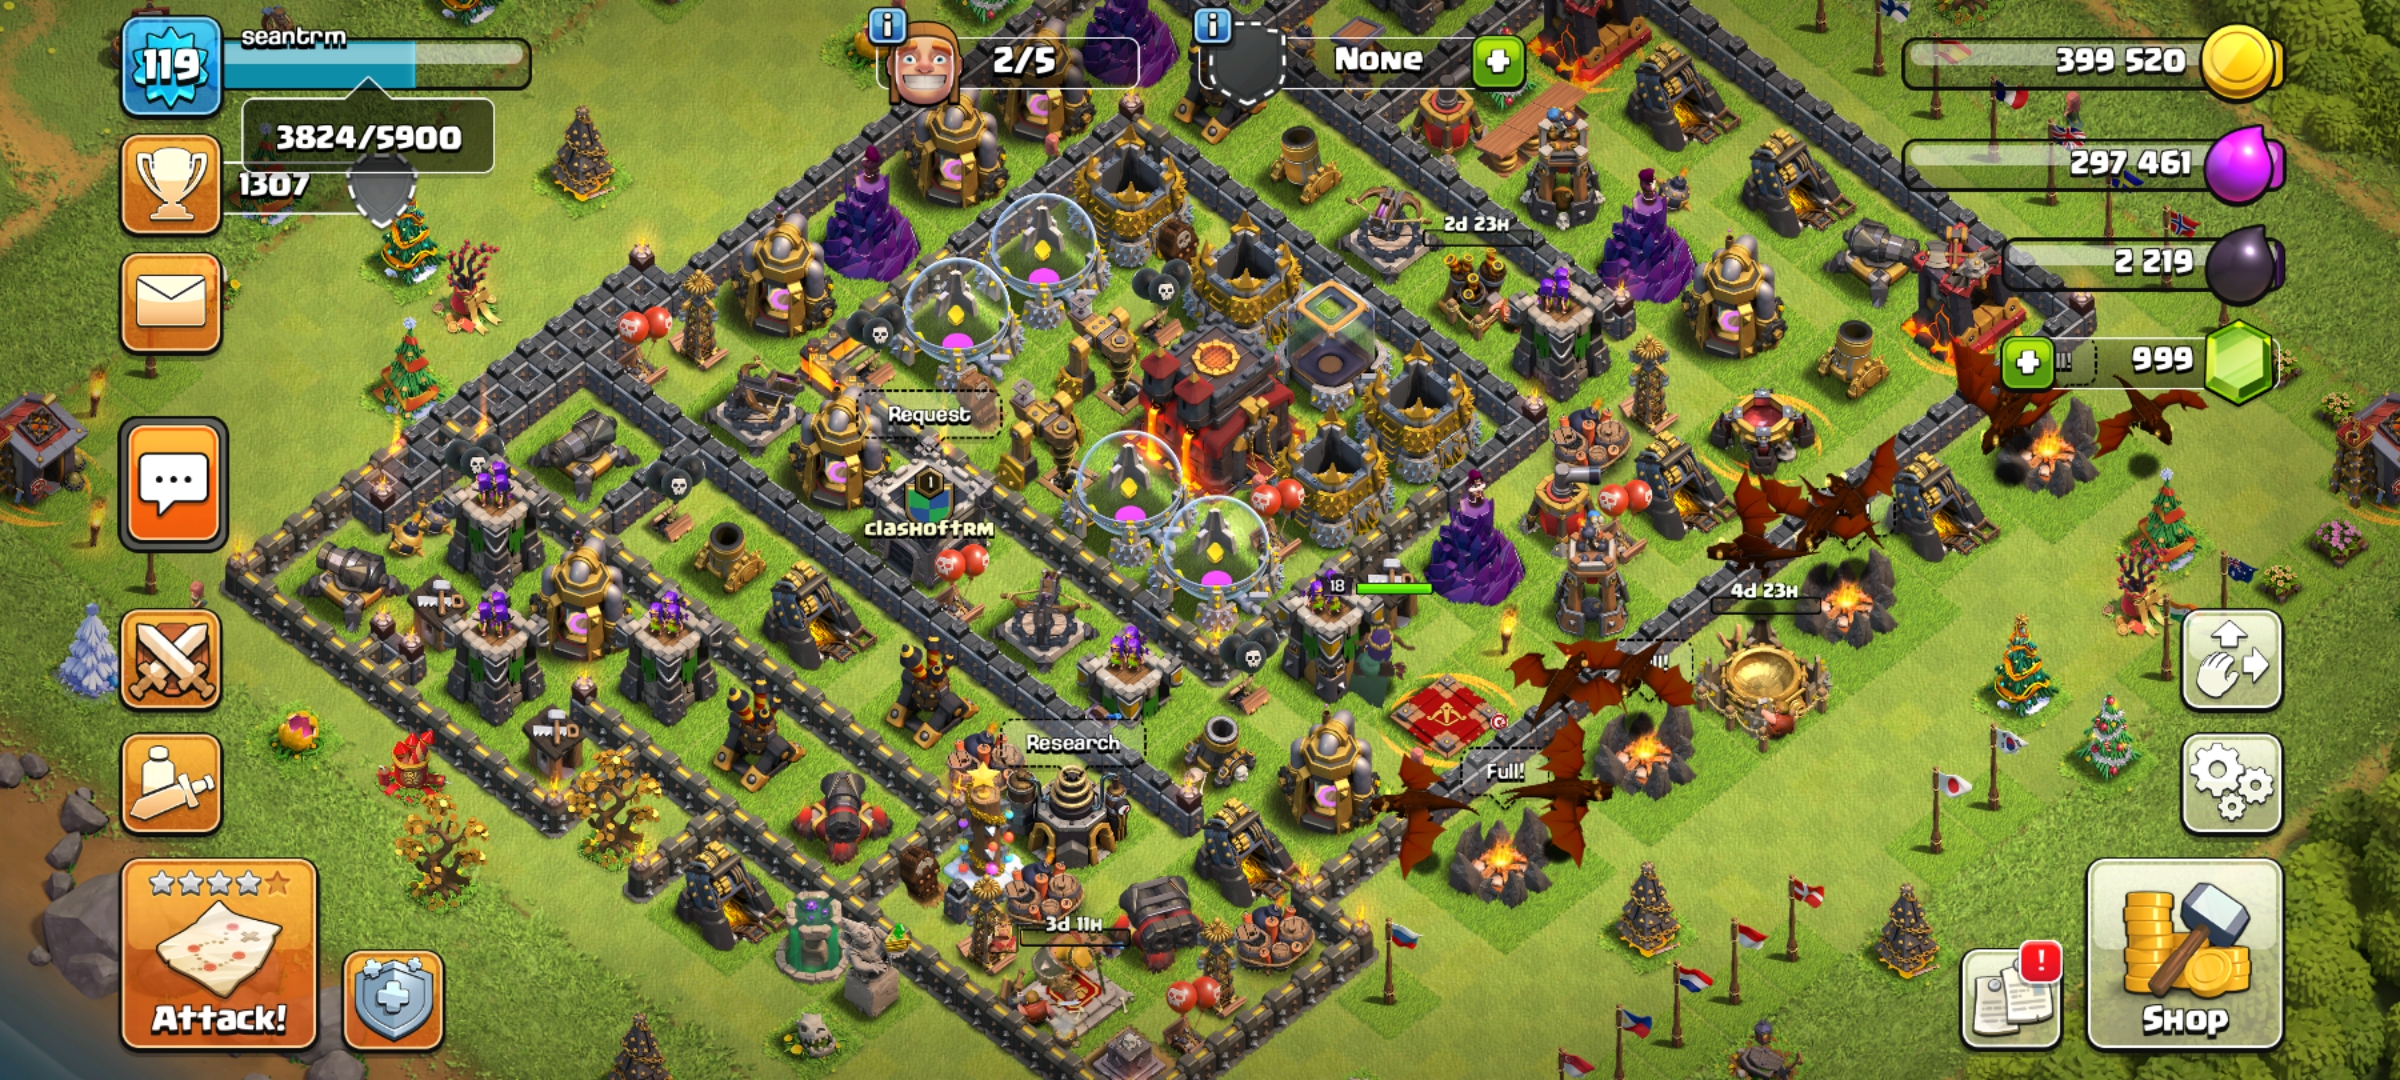 119
seantrm
3824/5900
1307
i
2/5
i
None
399 520
297 461
2 219
999
2d 23H
Request
1
clashoftrm
18
4d 23H
Full!
Research
3d 11H
Attack!
!
Shop